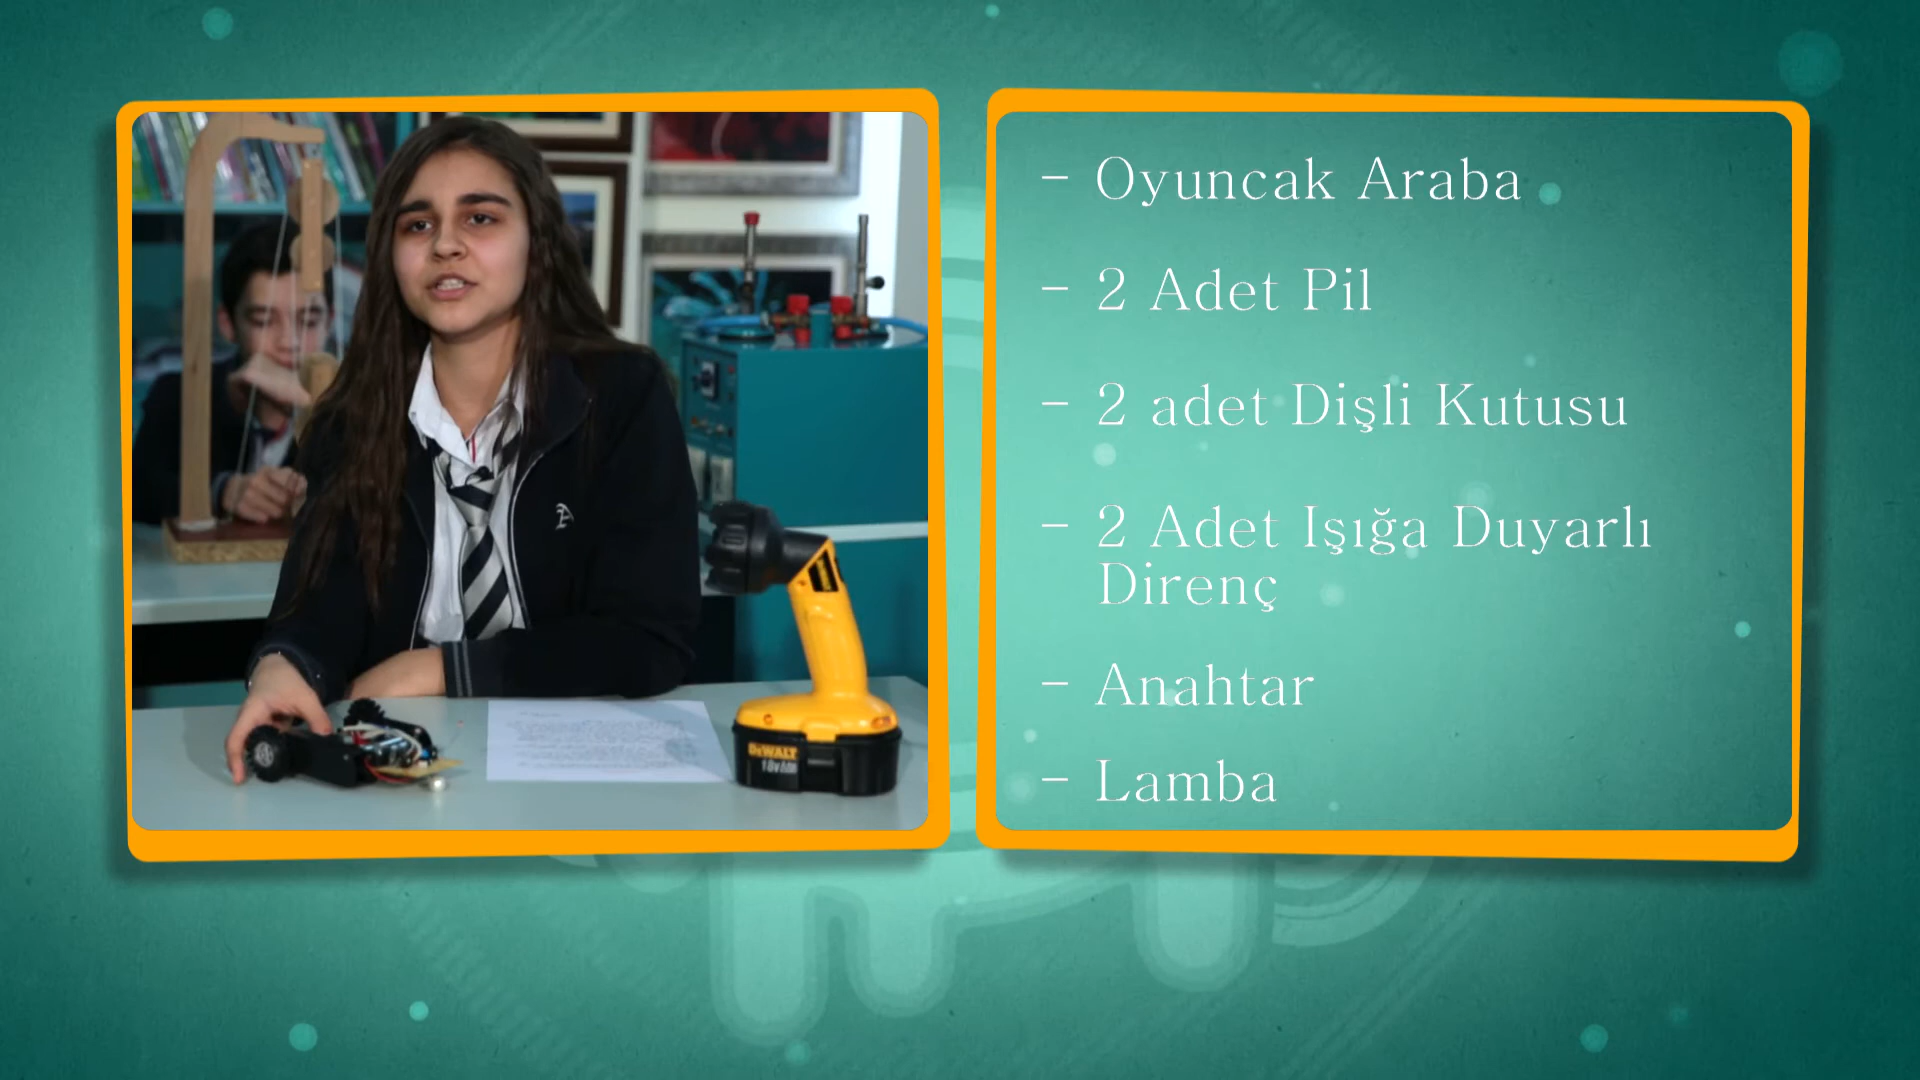 - Oyuncak Araba
- 2 Adet Pil
- 2 adet Dişli Kutusu
- 2 Adet Işığa Duyarlı
Direnç
- Anahtar
- Lamba
A
DEWALT